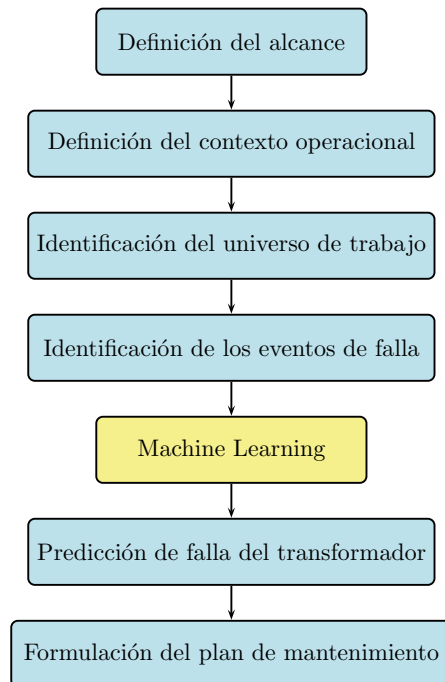 Definición del alcance
Definición del contexto operacional
Identificación del universo de trabajo
Identificación de los eventos de falla
Machine Learning
Predicción de falla del transformador
Formulación del plan de mantenimiento